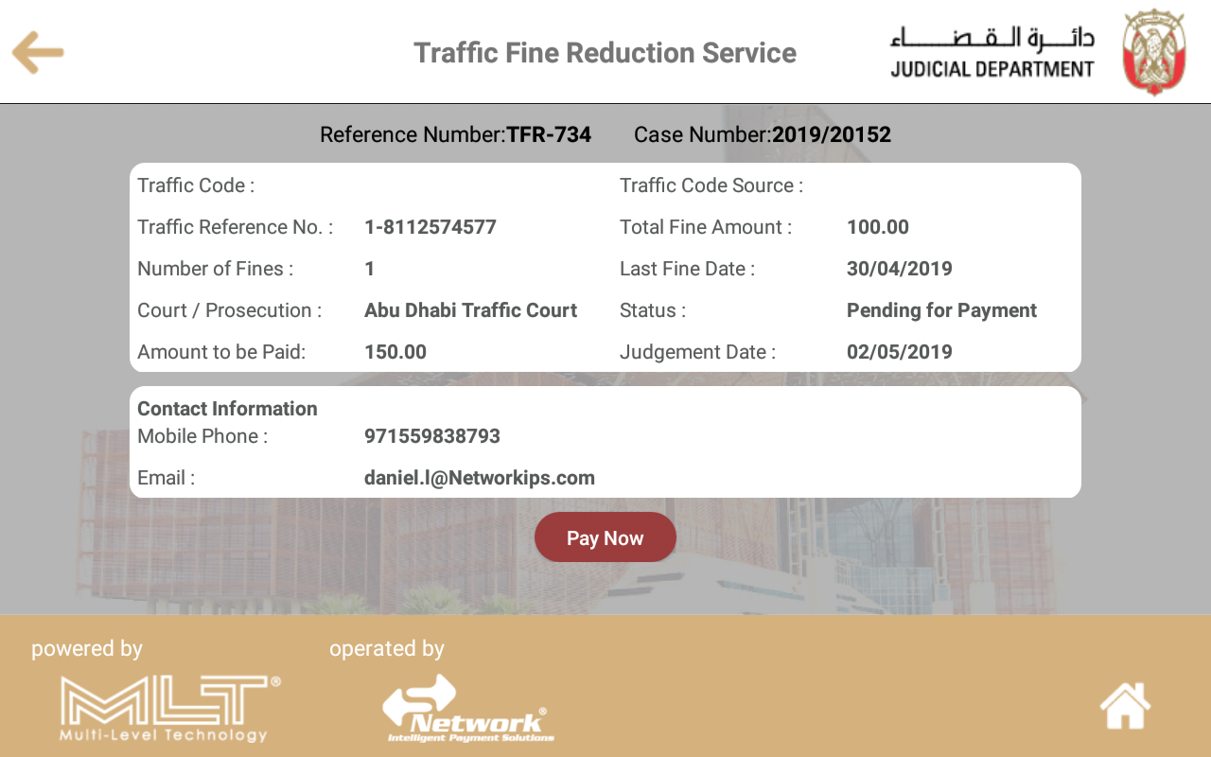 Traffic Fine Reduction Service
دائرة القضاء
JUDICIAL DEPARTMENT
Reference Number:TFR-734 Case Number:2019/20152
Traffic Code : Traffic Code Source :
Traffic Reference No. : 1-8112574577 Total Fine Amount : 100.00
Number of Fines : 1 Last Fine Date : 30/04/2019
Court / Prosecution : Abu Dhabi Traffic Court Status : Pending for Payment
Amount to be Paid: 150.00 Judgement Date : 02/05/2019
Contact Information
Mobile Phone : 971559838793
Email : daniel.l@Networkips.com
Pay Now
powered by operated by
MLT®
Multi-Level Technology
Network®
Intelligent Payment Solutions